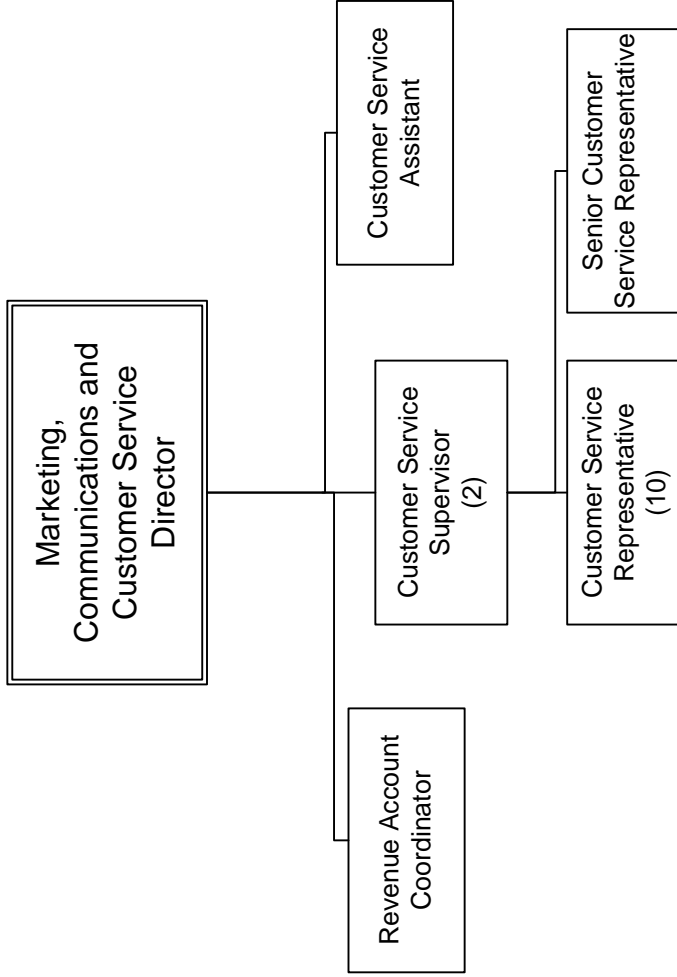 Marketing,
Communications and
Customer Service
Director
Revenue Account
Coordinator
Customer Service
Supervisor
(2)
Customer Service
Assistant
Customer Service
Representative
(10)
Senior Customer
Service Representative